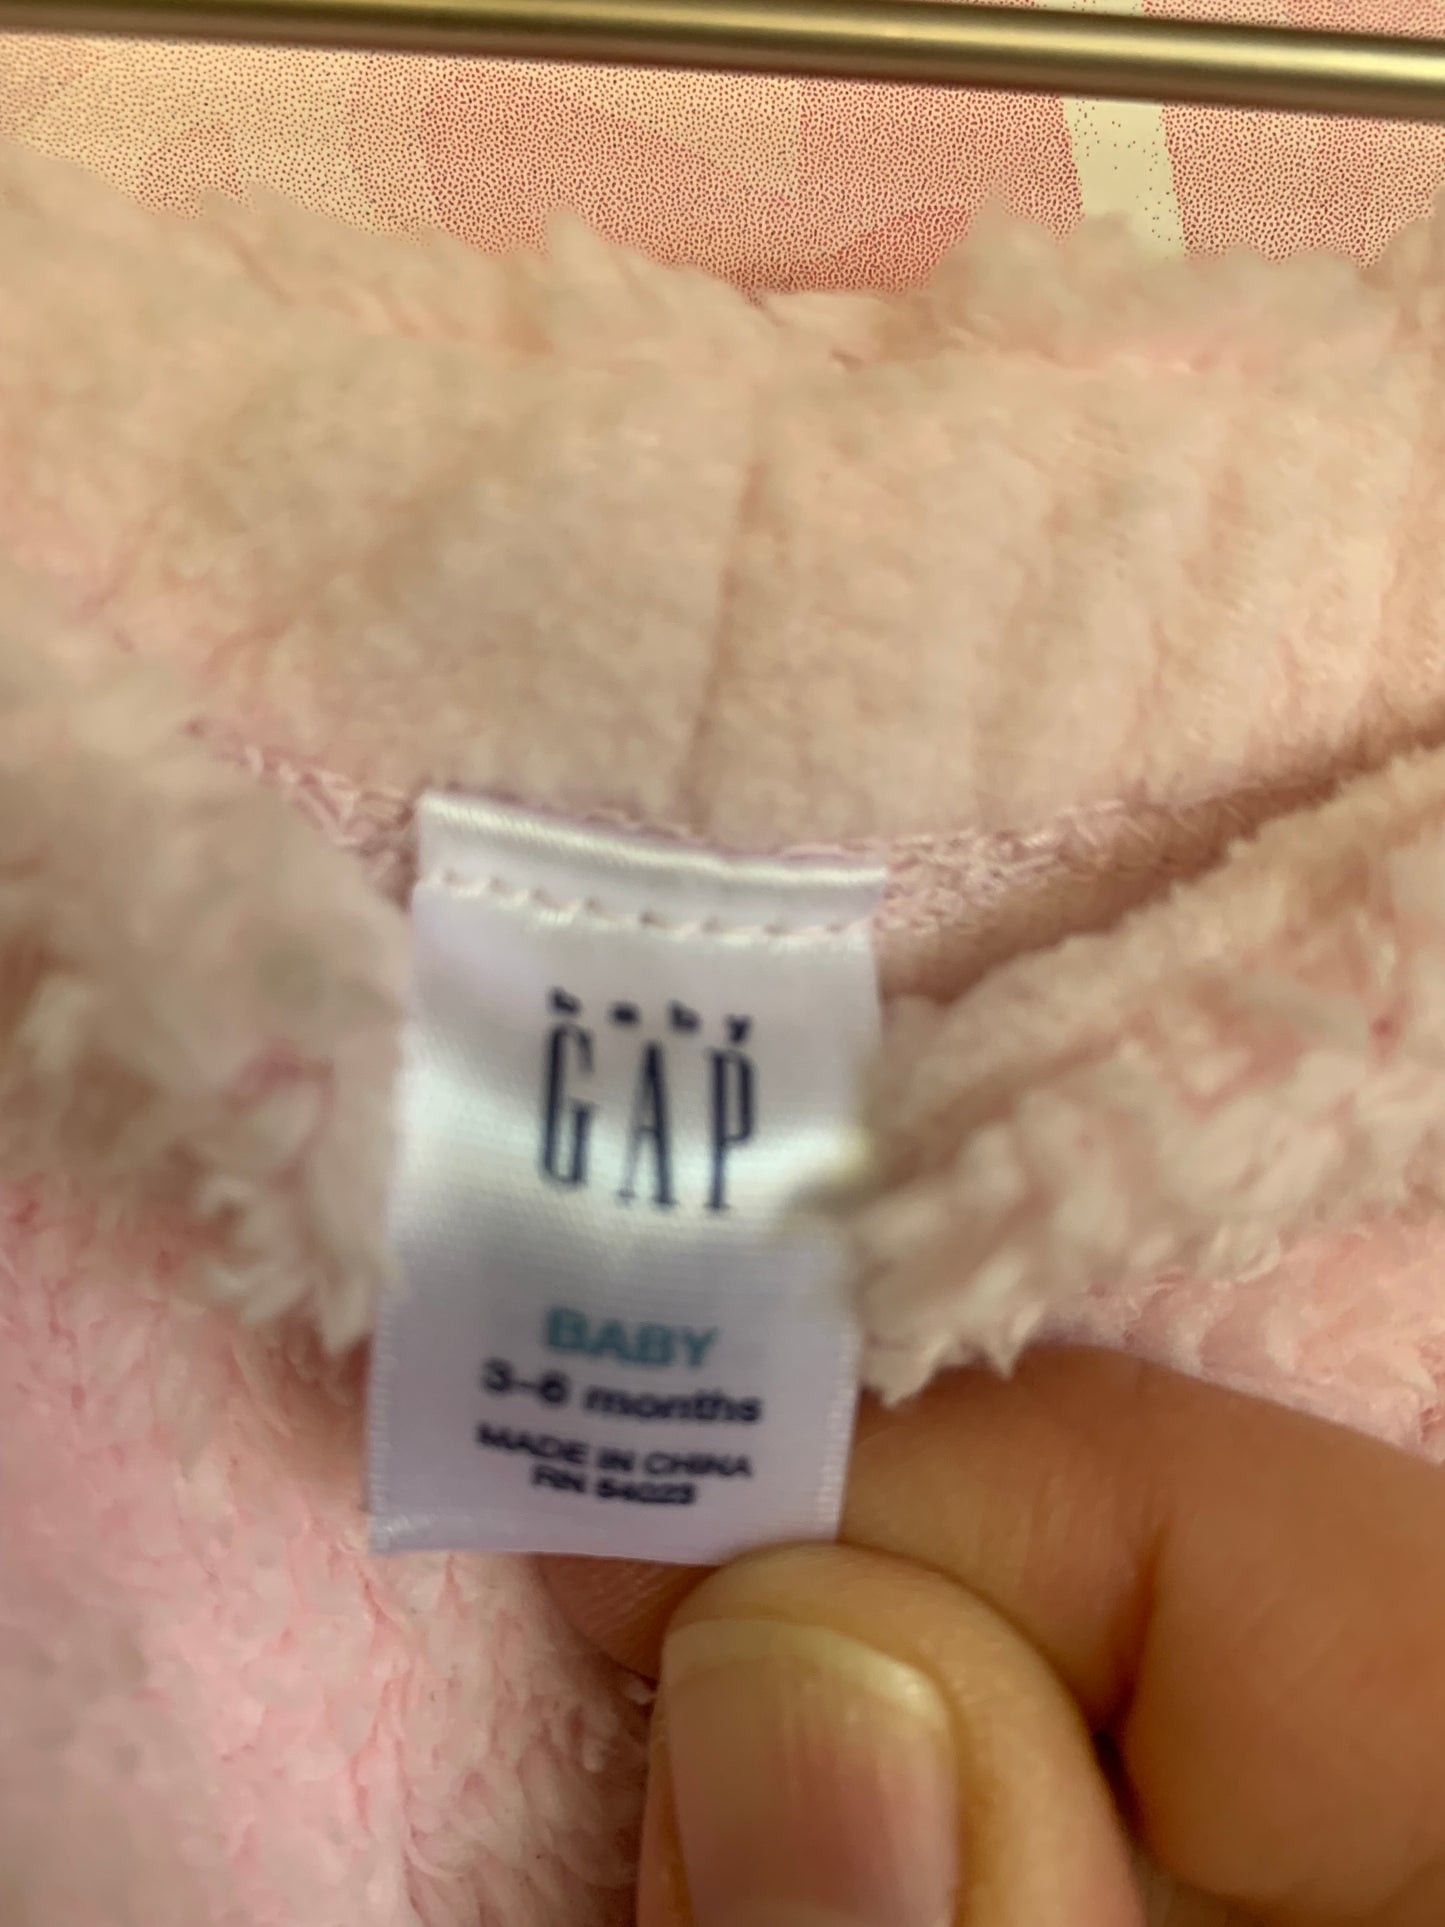 baby
GAP
BABY
3-6 months
MADE IN CHINA
RN 54023